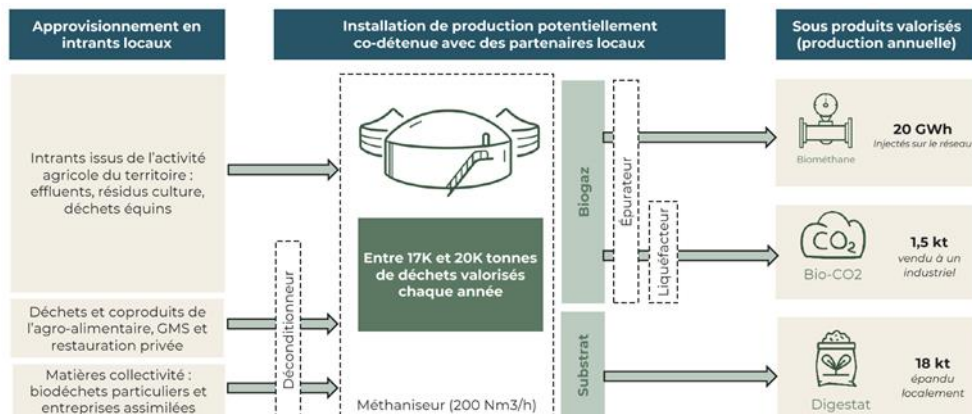 Approvisionnement en
intrants locaux
Installation de production potentiellement
co-détenue avec des partenaires locaux
Sous produits valorisés
(production annuelle)
Intrants issus de l'activité
agricole du territoire :
effluents, résidus culture,
déchets équins
Déchets et coproduits de
l'agro-alimentaire, GMS et
restauration privée
Matières collectivité :
biodéchets particuliers et
entreprises assimilées
Déconditionneur
Entre 17K et 20K tonnes
de déchets valorisés
chaque année
Méthaniseur (200 Nm3/h)
Biogaz
Substrat
Épurateur
Liquéfacteur
Biométhane
20 GWh
Injectés sur le réseau
CO2
Bio-CO2
1,5 kt
vendu à un
industriel
Digestat
18 kt
épandu
localement